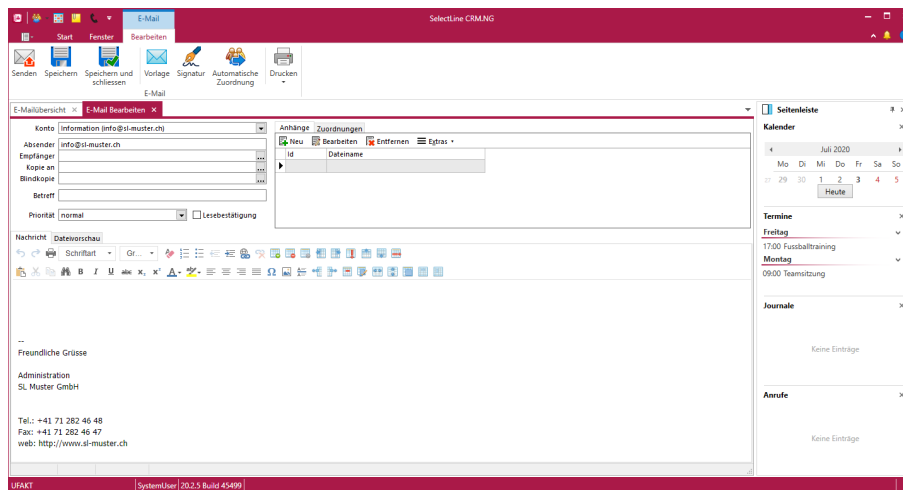 E-Mail
SelectLine CRM.NG
Start Fenster Bearbeiten
Senden Speichern Speichern und schliessen Vorlage Signatur Automatische Zuordnung Drucken
E-Mail
E-Mailübersicht E-Mail Bearbeiten
Konto Information (info@sl-muster.ch)
Absender info@sl-muster.ch
Empfänger
Kopie an
Blindkopie
Betreff
Priorität normal Lesebestätigung
Anhänge Zuordnungen
Neu Bearbeiten Entfernen Extras
Id Dateiname
Nachricht Dateivorschau
Schriftart Gr...
B I U abc x, x'
--
Freundliche Grüsse
Administration
SL Muster GmbH
Tel.: +41 71 282 46 48
Fax: +41 71 282 46 47
web: http://www.sl-muster.ch
Seitenleiste
Kalender
Juli 2020
Mo Di Mi Do Fr Sa So
29 30 1 2 3 4 5
Heute
Termine
Freitag
17:00 Fussballtraining
Montag
09:00 Teamsitzung
Journale
Keine Einträge
Anrufe
Keine Einträge
UFAKT SystemUser 20.2.5 Build 45499